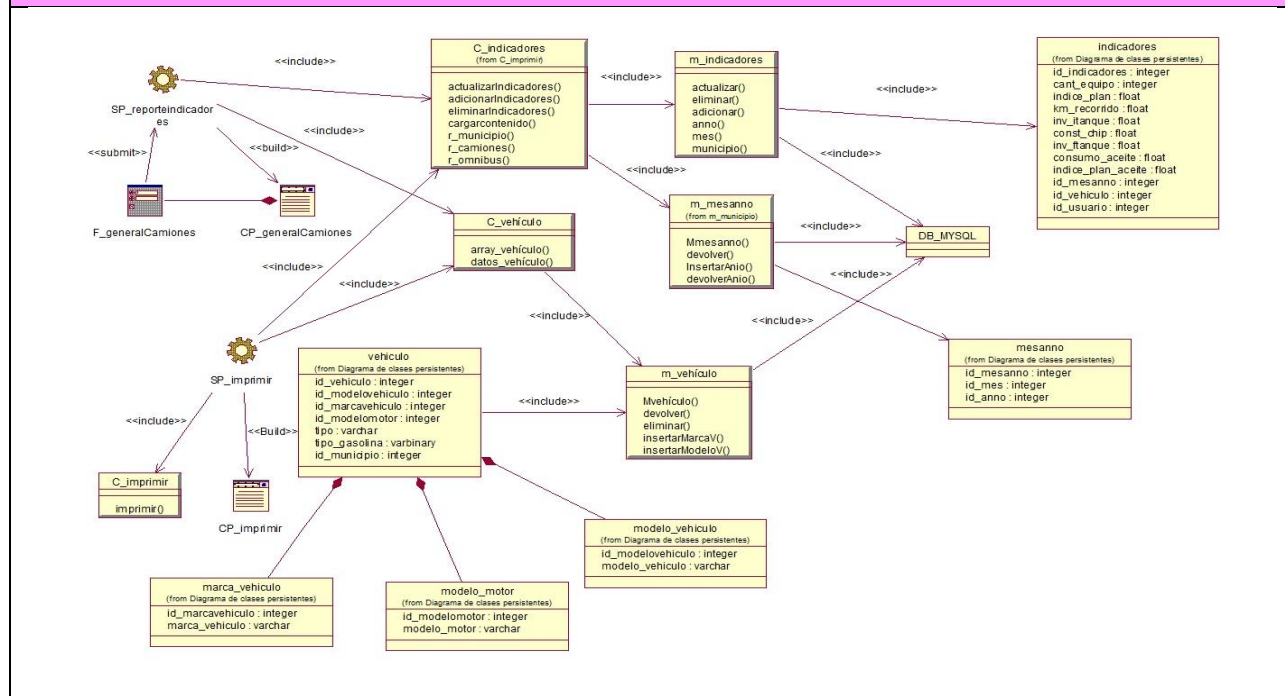 <<include>>
SP_reporteindicador
es
<<submit>>
<<build>>
F_generalCamiones
CP_generalCamiones
<<include>>
C_indicadores
(from C_imprimir)
actualizarIndicadores()
adicionarIndicadores()
eliminarIndicadores()
cargarcontenido()
r_municipio()
r_camiones()
r_omnibus()
<<include>>
m_indicadores
actualizar()
eliminar()
adicionar()
anno()
mes()
municipio()
<<include>>
indicadores
(from Diagrama de clases persistentes)
id_indicadores : integer
cant_equipo : integer
indice_plan : float
km_recorrido : float
inv_itanque : float
const_chip : float
inv_ftanque : float
consumo_aceite : float
indice_plan_aceite : float
id_mesanno : integer
id_vehiculo : integer
id_usuario : integer
<<include>>
<<include>>
m_mesanno
(from m_municipio)
Mmesanno()
devolver()
InsertarAnio()
devolverAnio()
<<include>>
DB_MYSQL
<<include>>
C_vehículo
array_vehículo()
datos_vehículo()
<<include>>
<<include>>
<<include>>
<<include>>
SP_imprimir
<<include>>
<<Build>>
C_imprimir
imprimir()
CP_imprimir
vehiculo
(from Diagrama de clases persistentes)
id_vehiculo : integer
id_modelovehiculo : integer
id_marcavehiculo : integer
id_modelomotor : integer
tipo : varchar
tipo_gasolina : varbinary
id_municipio : integer
<<include>>
m_vehículo
Mvehículo()
devolver()
eliminar()
insertarMarcaV()
insertarModeloV()
mesanno
(from Diagrama de clases persistentes)
id_mesanno : integer
id_mes : integer
id_anno : integer
modelo_vehiculo
(from Diagrama de clases persistentes)
id_modelovehiculo : integer
modelo_vehiculo : varchar
marca_vehiculo
(from Diagrama de clases persistentes)
id_marcavehiculo : integer
marca_vehiculo : varchar
modelo_motor
(from Diagrama de clases persistentes)
id_modelomotor : integer
modelo_motor : varchar